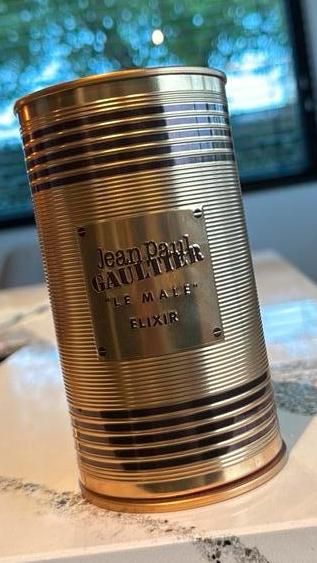 Jean Paul
GAULTIER
"LE MALE"
ELIXIR